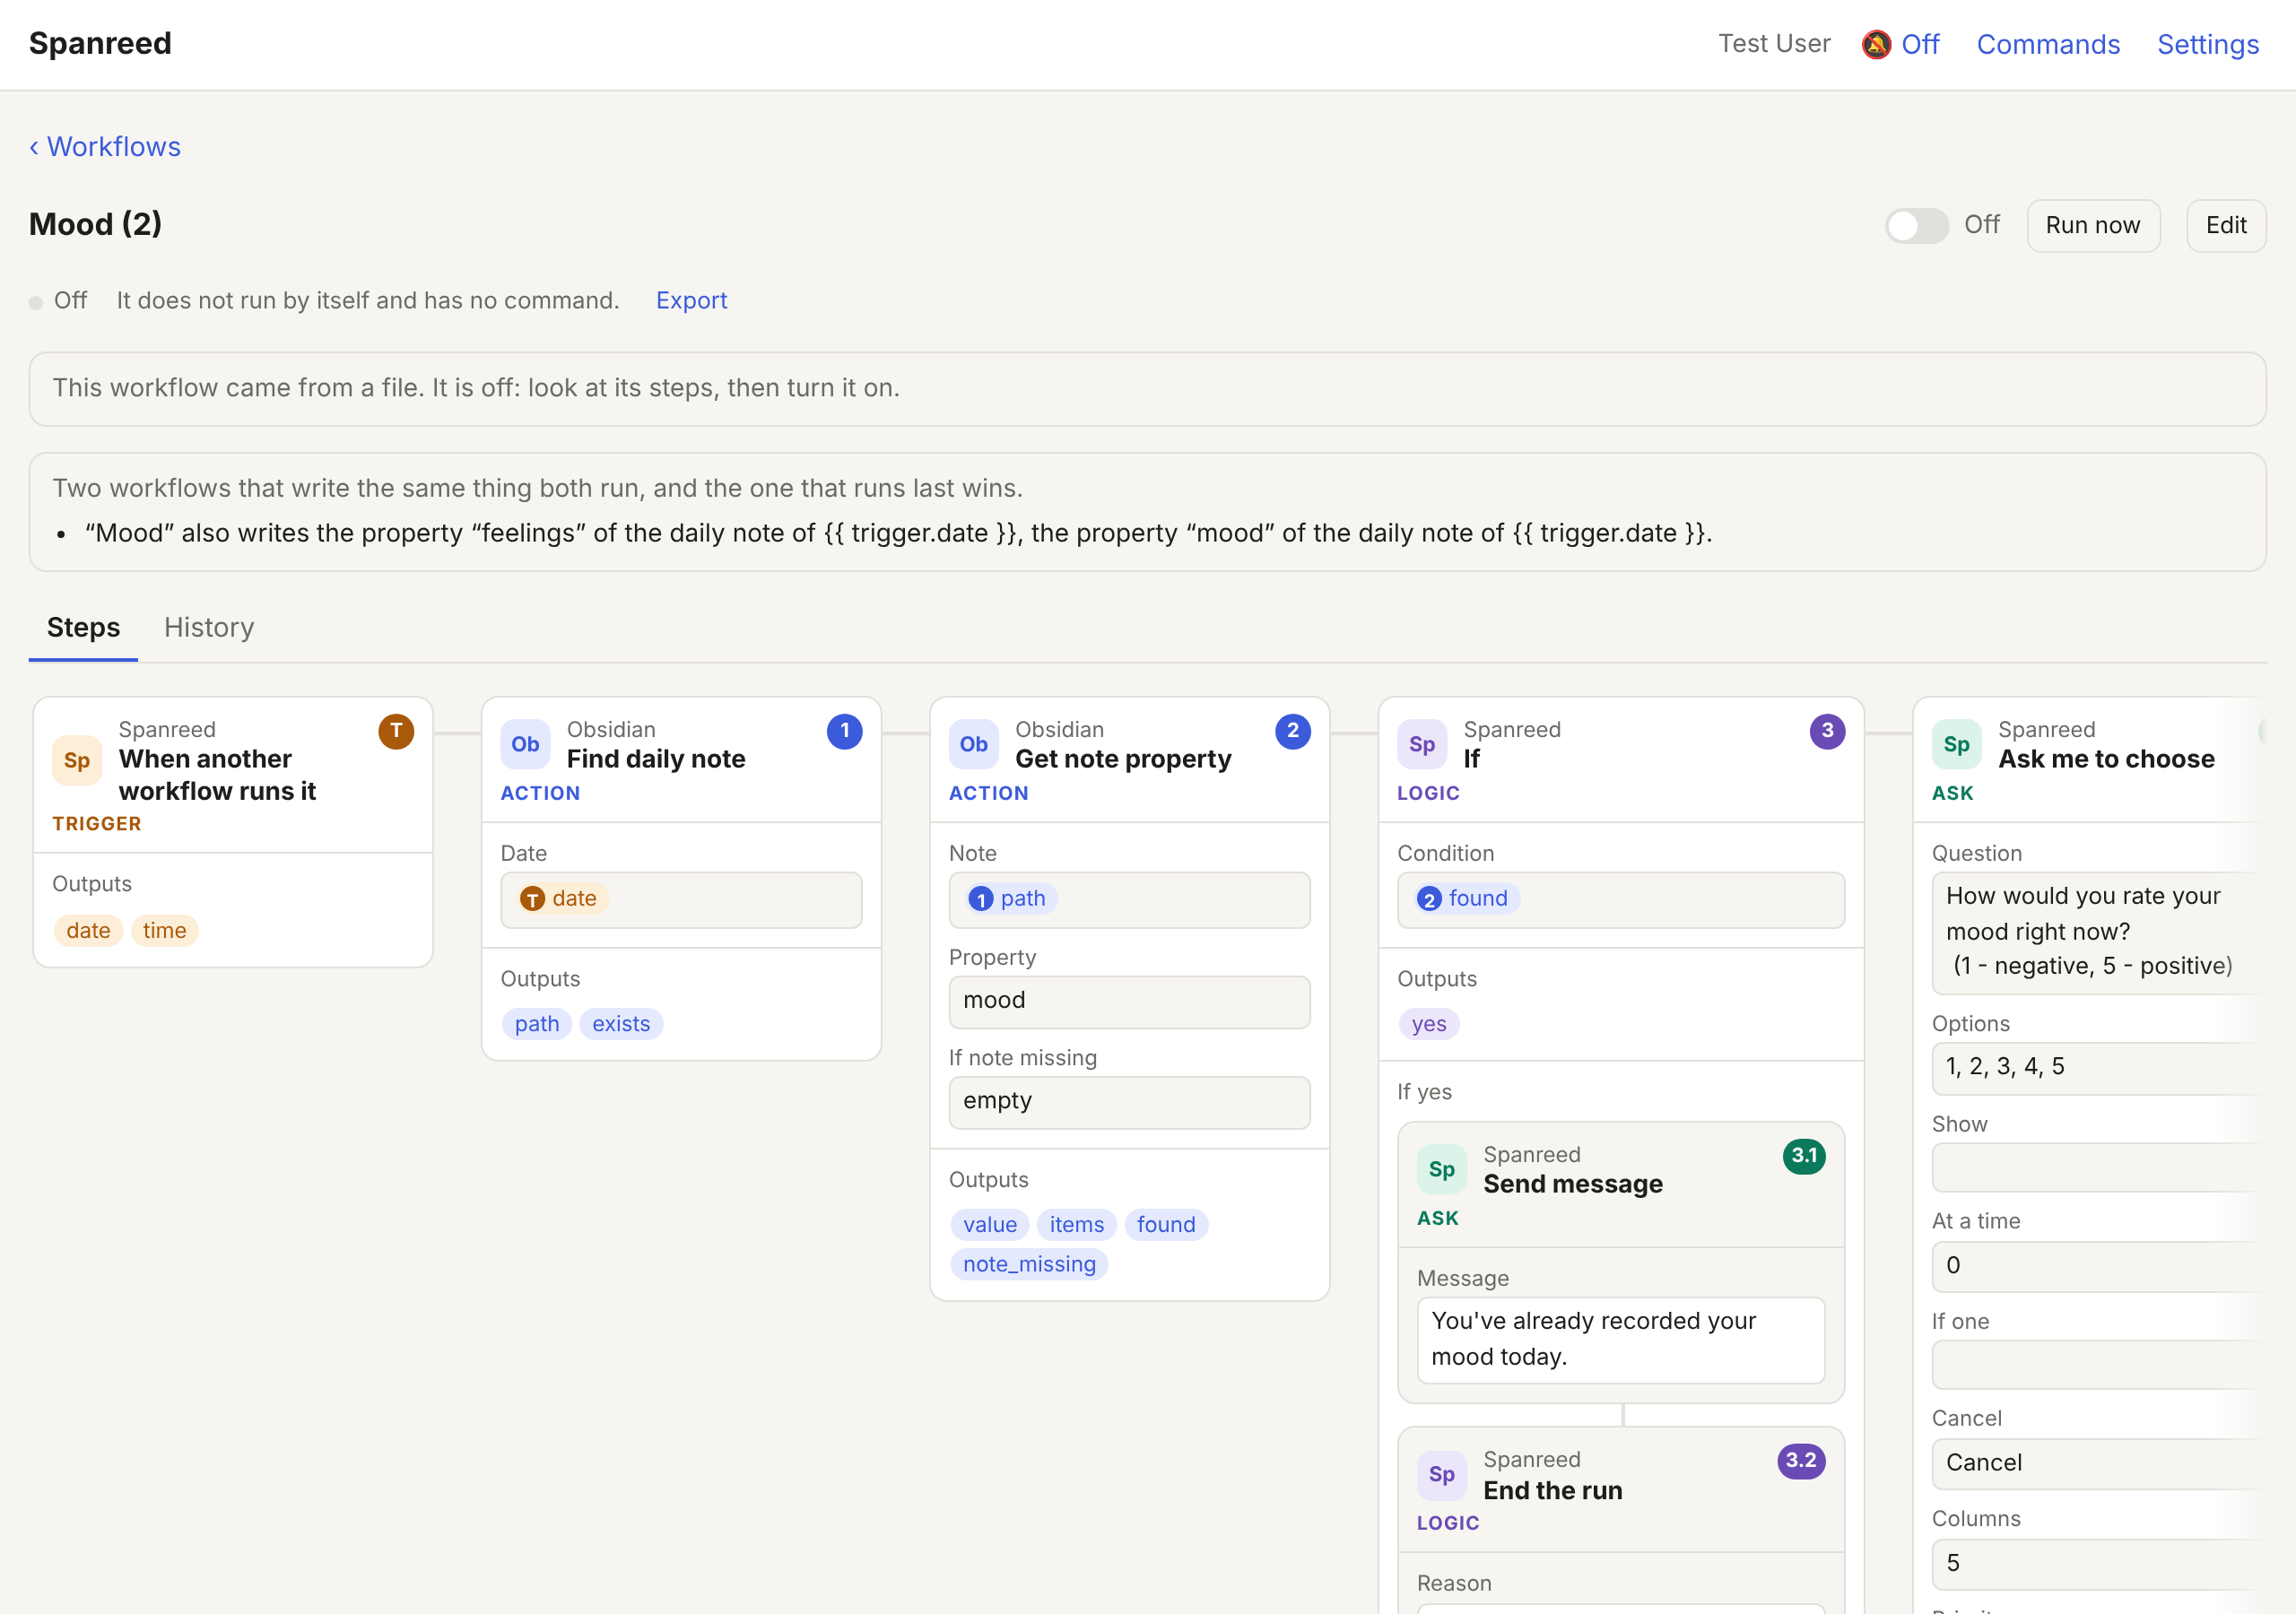 Spanreed
Test User
Off
Commands
Settings
‹ Workflows
Mood (2)
Off
Run now
Edit
Off
It does not run by itself and has no command.
Export
This workflow came from a file. It is off: look at its steps, then turn it on.
Two workflows that write the same thing both run, and the one that runs last wins.
• “Mood” also writes the property “feelings” of the daily note of {{ trigger.date }}, the property “mood” of the daily note of {{ trigger.date }}.
Steps
History
Sp
Spanreed
When another
workflow runs it
T
TRIGGER
Outputs
date
time
Ob
Obsidian
Find daily note
1
ACTION
Date
T date
Outputs
path
exists
Ob
Obsidian
Get note property
2
ACTION
Note
1 path
Property
mood
If note missing
empty
Outputs
value
items
found
note_missing
Sp
Spanreed
If
3
LOGIC
Condition
2 found
Outputs
yes
If yes
Sp
Spanreed
Send message
3.1
ASK
Message
You've already recorded your
mood today.
Sp
Spanreed
End the run
3.2
LOGIC
Reason
Sp
Spanreed
Ask me to choose
ASK
Question
How would you rate your
mood right now?
(1 - negative, 5 - positive)
Options
1, 2, 3, 4, 5
Show
At a time
0
If one
Cancel
Cancel
Columns
5